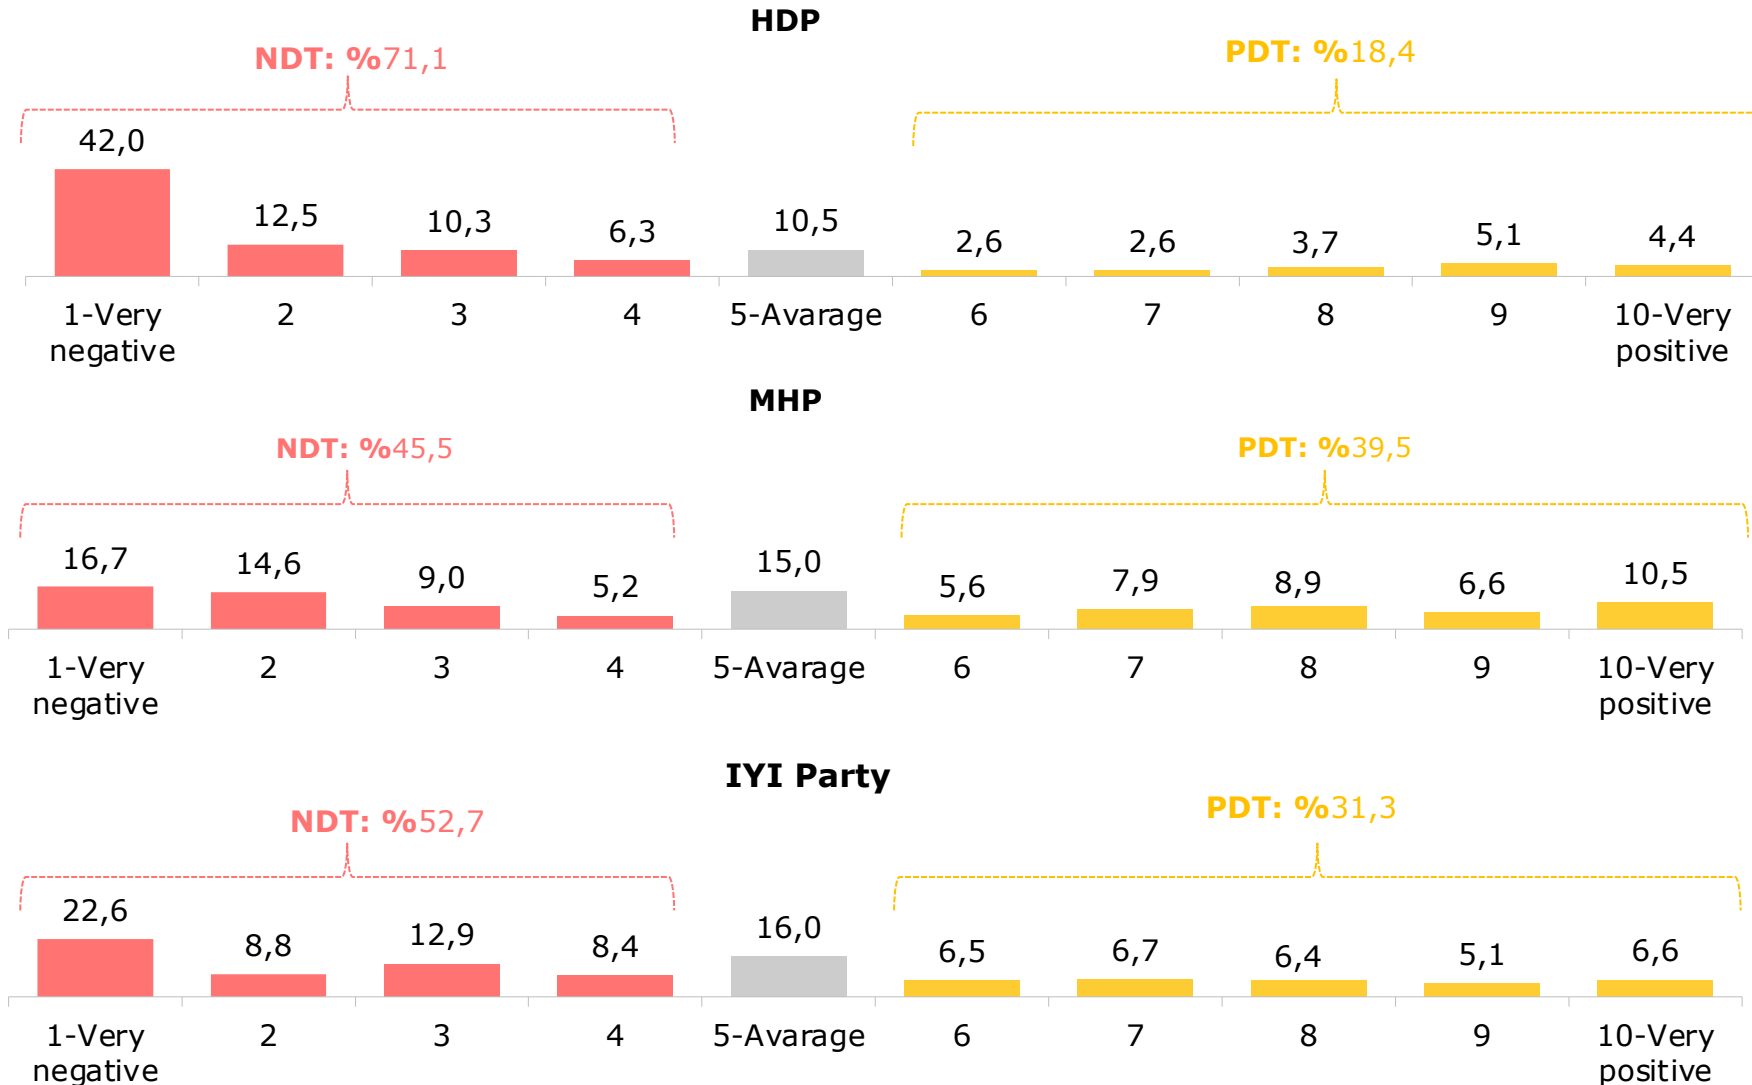 HDP
NDT: %71,1
PDT: %18,4
42,0
12,5
10,3
6,3
10,5
2,6
2,6
3,7
5,1
4,4
1-Very
negative
2
3
4
5-Avarage
6
7
8
9
10-Very
positive
MHP
NDT: %45,5
PDT: %39,5
16,7
14,6
9,0
5,2
15,0
5,6
7,9
8,9
6,6
10,5
1-Very
negative
2
3
4
5-Avarage
6
7
8
9
10-Very
positive
IYI Party
NDT: %52,7
PDT: %31,3
22,6
8,8
12,9
8,4
16,0
6,5
6,7
6,4
5,1
6,6
1-Very
negative
2
3
4
5-Avarage
6
7
8
9
10-Very
positive